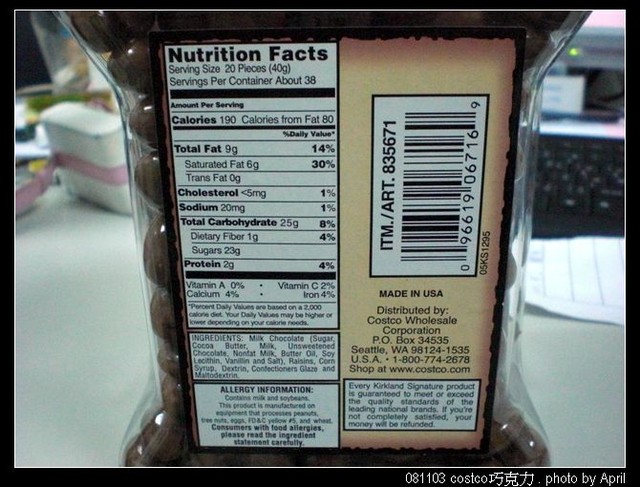 Nutrition Facts
Serving Size 20 Pieces (40g)
Servings Per Container About 38
Amount Per Serving
Calories 190 Calories from Fat 80
%Daily Value*
Total Fat 9g 14%
Saturated Fat 6g 30%
Trans Fat 0g
Cholesterol <5mg 1%
Sodium 20mg 1%
Total Carbohydrate 25g 8%
Dietary Fiber 1g 4%
Sugars 23g
Protein 2g 4%
Vitamin A 0% • Vitamin C 2%
Calcium 4% • Iron 4%
*Percent Daily Values are based on a 2,000
calorie diet. Your Daily Values may be higher or
lower depending on your calorie needs.
INGREDIENTS: Milk Chocolate (Sugar,
Cocoa Butter, Milk, Unsweetened
Chocolate, Nonfat Milk, Butter Oil, Soy
Lecithin, Vanillin and Salt), Raisins, Corn
Syrup, Dextrin, Confectioners Glaze and
Maltodextrin.
ALLERGY INFORMATION:
Contains milk and soybeans.
This product is manufactured on
equipment that processes peanuts,
tree nuts, eggs, FD&C yellow #5, and wheat.
Consumers with food allergies,
please read the ingredient
statement carefully.
ITM./ART. 835671
0 96619 06716 9
05KS1295
MADE IN USA
Distributed by:
Costco Wholesale
Corporation
P.O. Box 34535
Seattle, WA 98124-1535
U.S.A. • 1-800-774-2678
Shop at www.costco.com
Every Kirkland Signature product
is guaranteed to meet or exceed
the quality standards of the
leading national brands. If you're
not completely satisfied, your
money will be refunded.
081103 costco巧克力 . photo by April